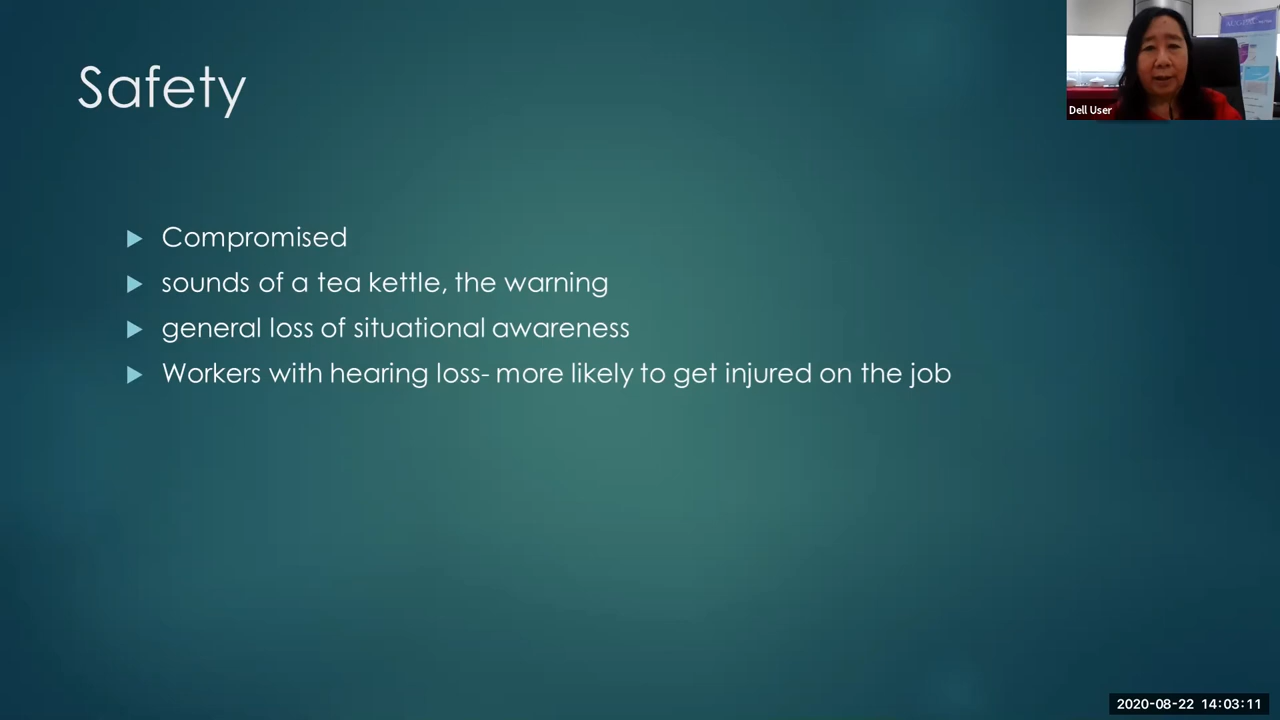 Safety
Dell User
Compromised
sounds of a tea kettle, the warning
general loss of situational awareness
Workers with hearing loss- more likely to get injured on the job
2020-08-22 14:03:11